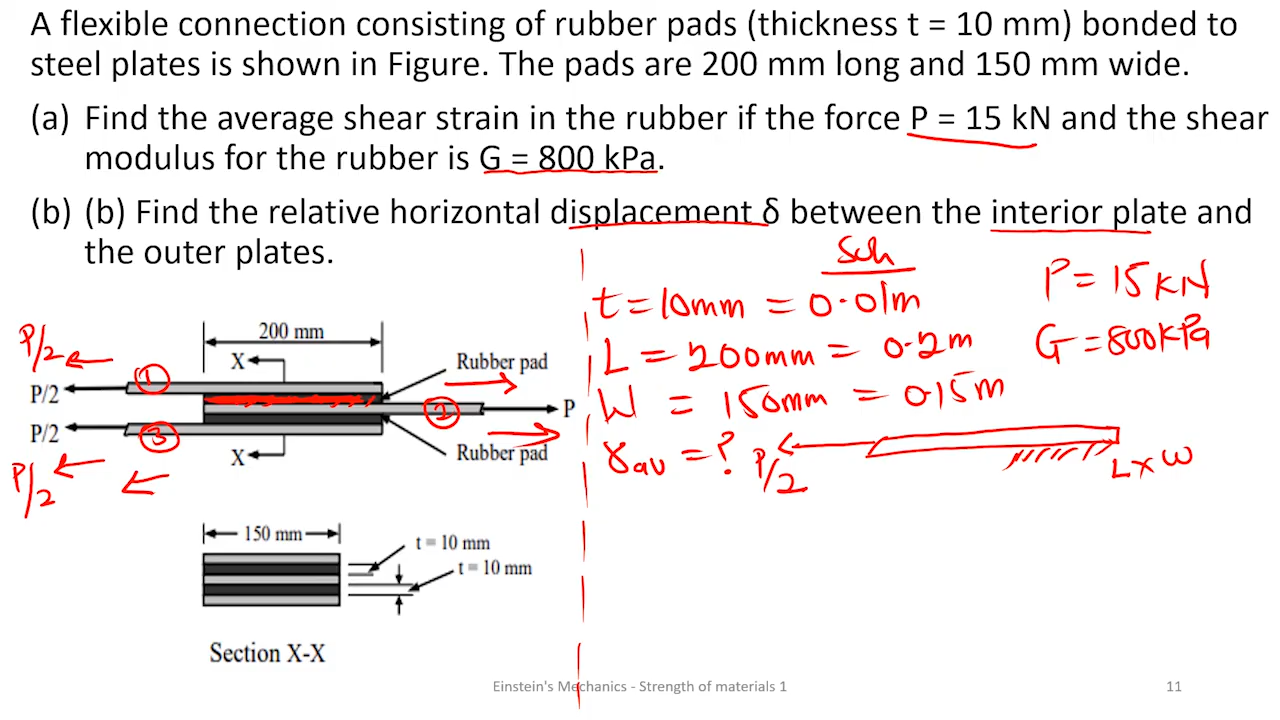 A flexible connection consisting of rubber pads (thickness t = 10 mm) bonded to
steel plates is shown in Figure. The pads are 200 mm long and 150 mm wide.
(a) Find the average shear strain in the rubber if the force P = 15 kN and the shear
modulus for the rubber is G = 800 kPa.
(b) (b) Find the relative horizontal displacement δ between the interior plate and
the outer plates.
Soln
t = 10mm = 0.01m
P = 15 kN
L = 200mm = 0.2m
G = 800kPa
W = 150mm = 0.15m
γav = ?
P/2
L x W
200 mm
P/2
X
Rubber pad
P/2
1
2
P
P/2
3
X
Rubber pad
P/2
150 mm
t = 10 mm
t = 10 mm
Section X-X
Einstein's Mechanics - Strength of materials 1
11